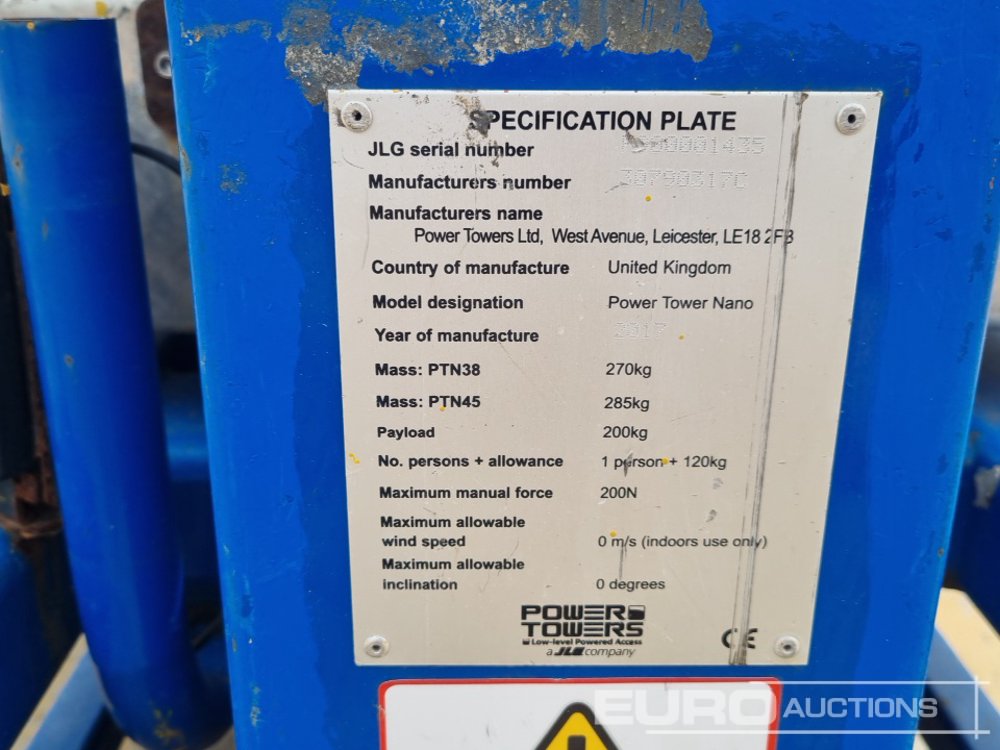 SPECIFICATION PLATE
JLG serial number
Manufacturers number 30790317C
Manufacturers name
Power Towers Ltd, West Avenue, Leicester, LE18 2FB
Country of manufacture United Kingdom
Model designation Power Tower Nano
Year of manufacture 2017
Mass: PTN38 270kg
Mass: PTN45 285kg
Payload 200kg
No. persons + allowance 1 person + 120kg
Maximum manual force 200N
Maximum allowable
wind speed 0 m/s (indoors use only)
Maximum allowable
inclination 0 degrees
POWER
TOWERS
Low-level Powered Access
a JLG company
CE
EURO AUCTIONS